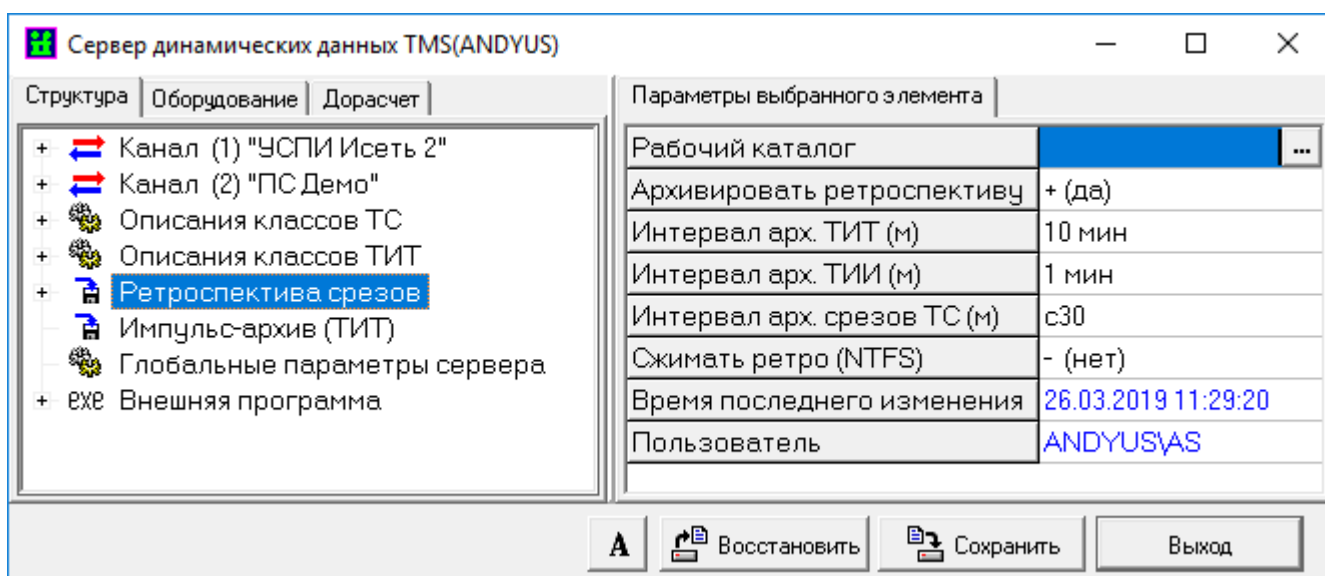 Сервер динамических данных TMS(ANDYUS)
Структура Оборудование Дорасчет
Параметры выбранного элемента
Канал (1) "УСПИ Исеть 2"
Канал (2) "ПС Демо"
Описания классов ТС
Описания классов ТИТ
Ретроспектива срезов
Импульс-архив (ТИТ)
Глобальные параметры сервера
exe Внешняя программа
Рабочий каталог ...
Архивировать ретроспективу + (да)
Интервал арх. ТИТ (м) 10 мин
Интервал арх. ТИИ (м) 1 мин
Интервал арх. срезов ТС (м) с30
Сжимать ретро (NTFS) - (нет)
Время последнего изменения 26.03.2019 11:29:20
Пользователь ANDYUS\AS
A Восстановить Сохранить Выход